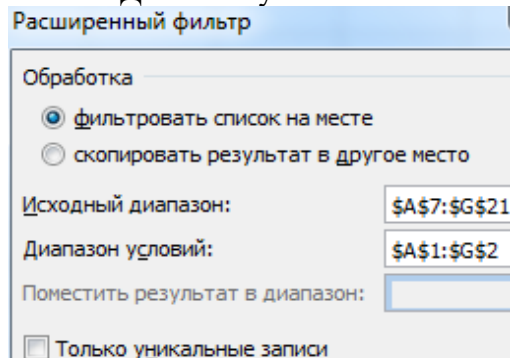 Расширенный фильтр
Обработка
фильтровать список на месте
скопировать результат в другое место
Исходный диапазон: $A$7:$G$21
Диапазон условий: $A$1:$G$2
Поместить результат в диапазон:
Только уникальные записи